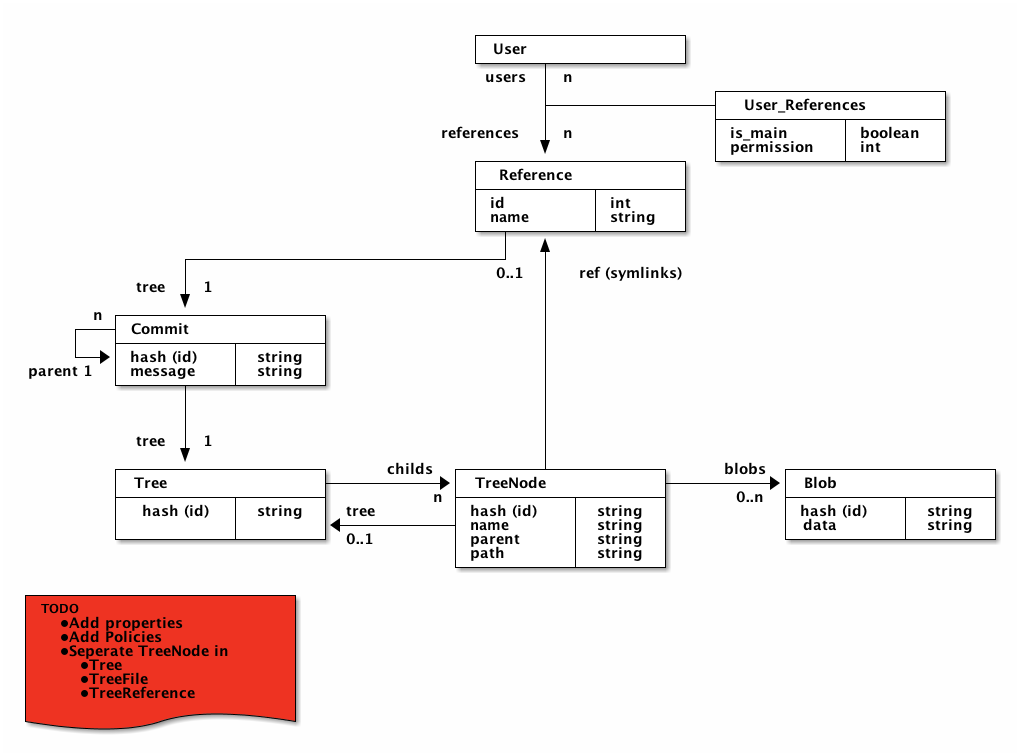 User
users n
User_References
is_main boolean
permission int
references n
Reference
id int
name string
0..1 ref (symlinks)
tree 1
n
Commit
hash (id) string
message string
parent 1
tree 1
Tree
hash (id) string
childs
n
tree
0..1
TreeNode
hash (id) string
name string
parent string
path string
blobs
0..n
Blob
hash (id) string
data string
TODO
●Add properties
●Add Policies
●Seperate TreeNode in
●Tree
●TreeFile
●TreeReference